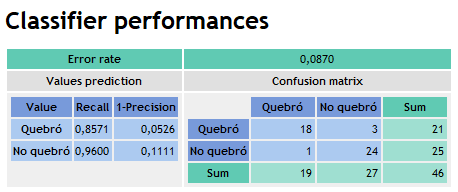 Classifier performances
Error rate 0,0870
Values prediction Confusion matrix
Value Recall 1-Precision Quebró No quebró Sum
Quebró 0,8571 0,0526 Quebró 18 3 21
No quebró 0,9600 0,1111 No quebró 1 24 25
Sum 19 27 46